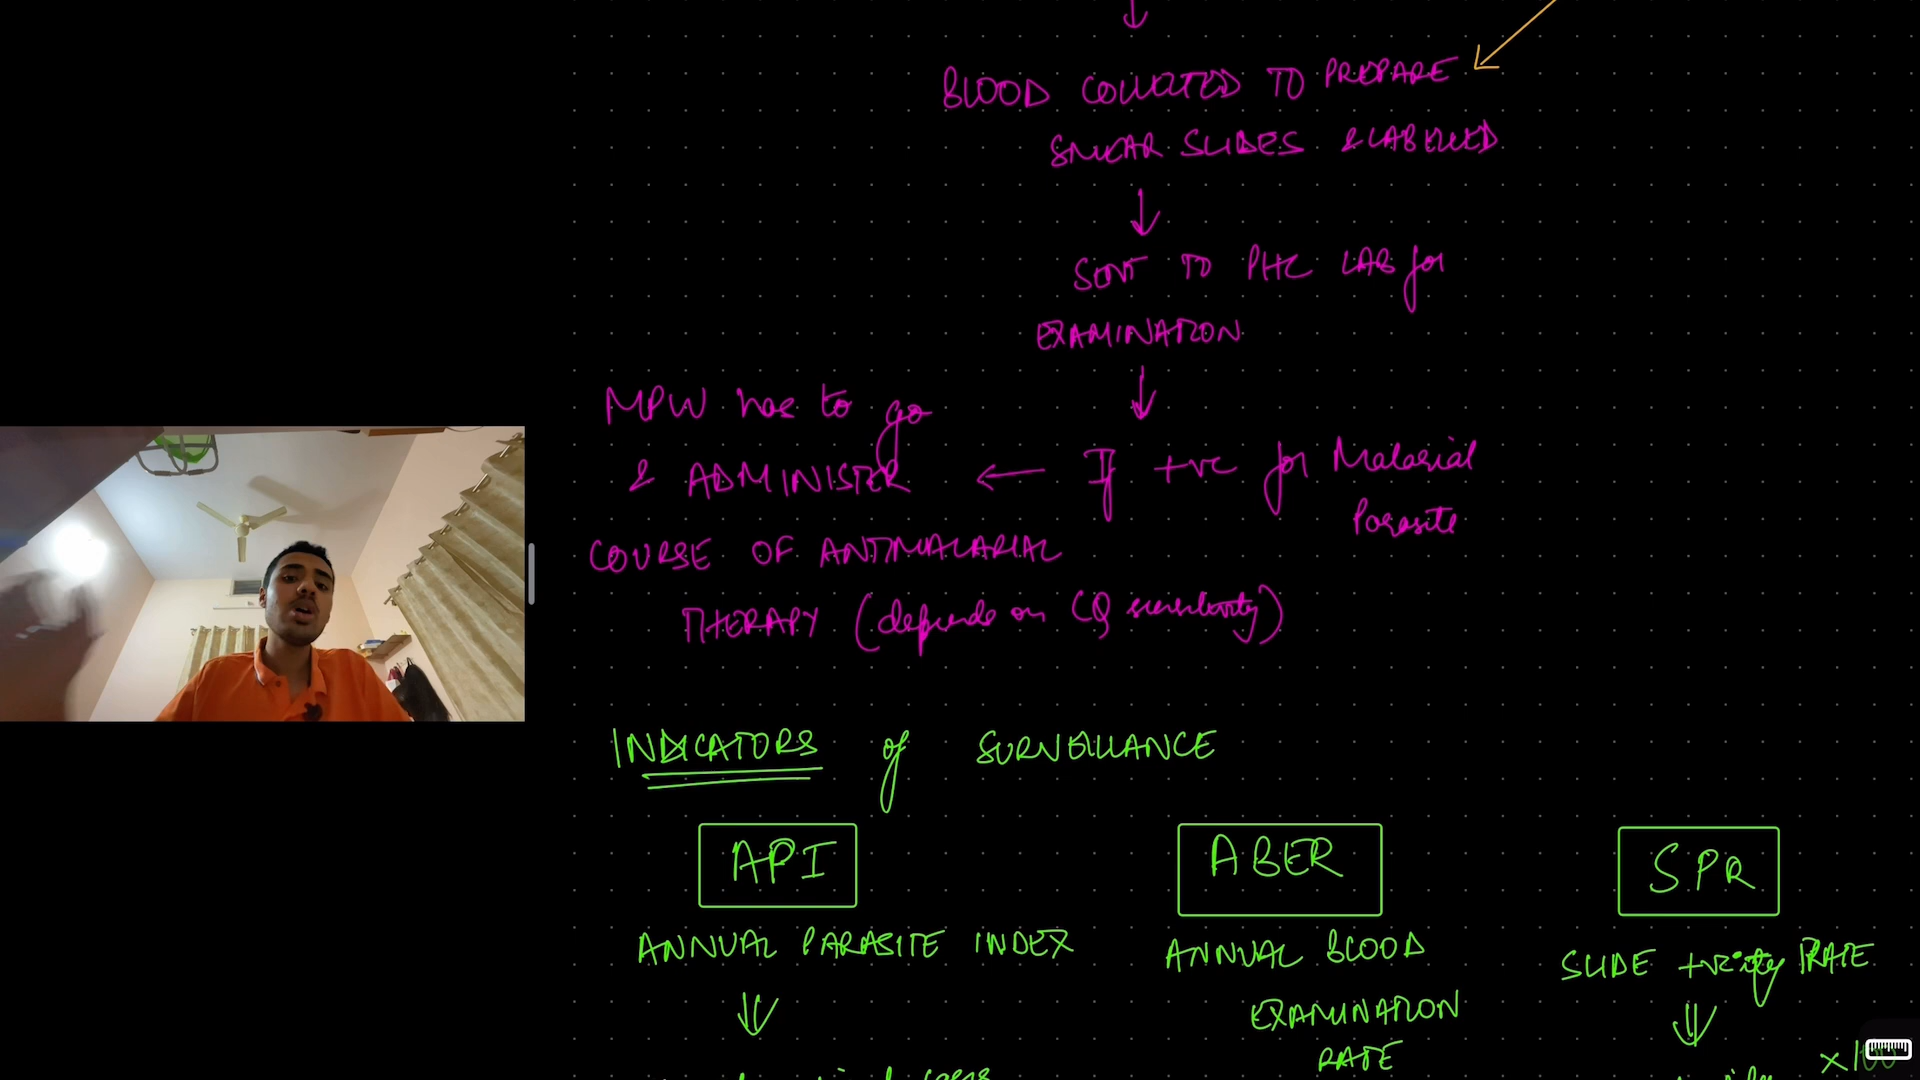 BLOOD COLLECTED TO PREPARE
SMEAR SLIDES & LABELLED
SENT TO PHC LAB for
EXAMINATION
If +ve for Malarial
Parasite
MPW has to go
& ADMINISTER
COURSE OF ANTIMALARIAL
THERAPY (depends on CQ sensitivity)
INDICATORS of SURVEILLANCE
API
ANNUAL PARASITE INDEX
ABER
ANNUAL BLOOD
EXAMINATION
RATE
SPR
SLIDE +ve ity RATE